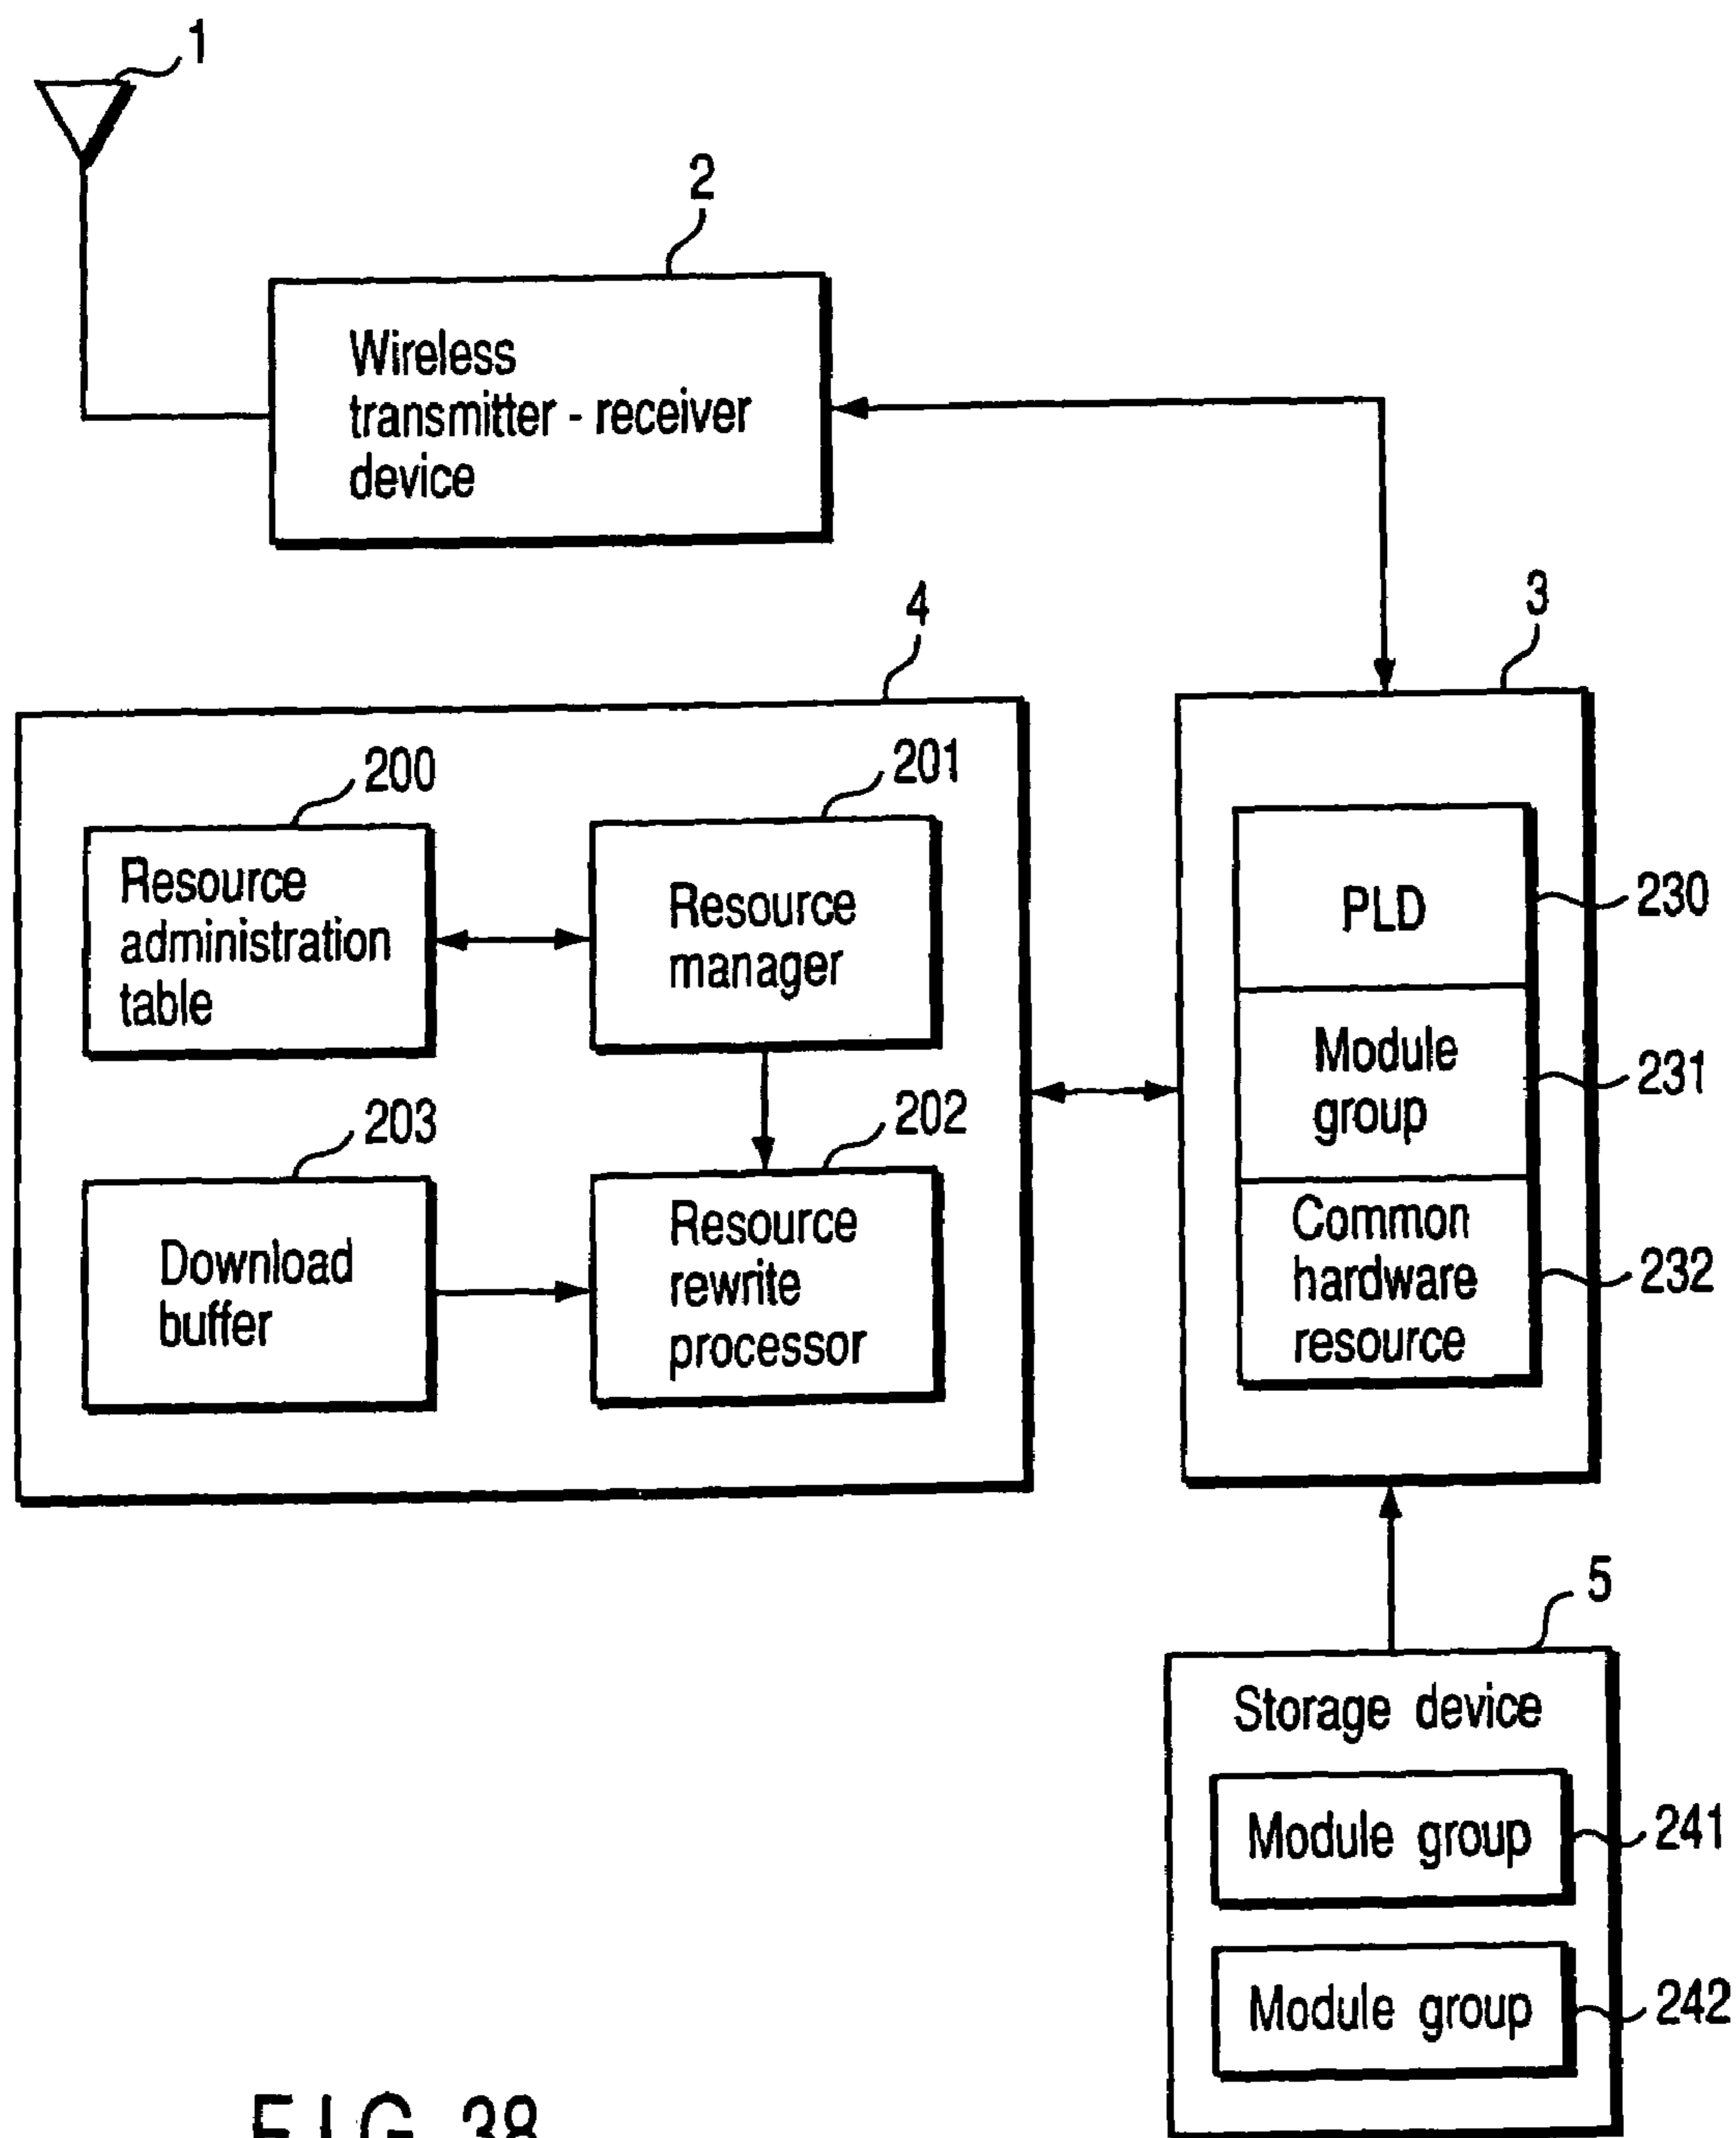 1
2
Wireless
transmitter - receiver
device
4
3
200
201
Resource
administration
table
Resource
manager
PLD
230
Module
group
231
203
202
Download
buffer
Resource
rewrite
processor
Common
hardware
resource
232
5
Storage device
Module group
241
Module group
242
FIG. 38